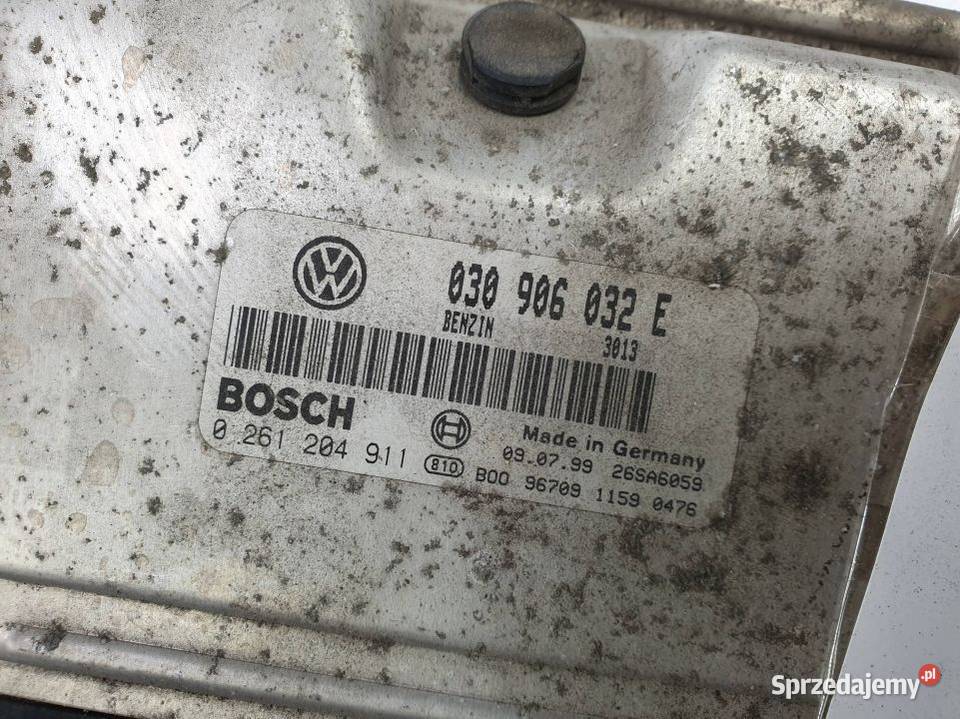 030 906 032 E
BENZIN 3013
BOSCH
Made in Germany
0 261 204 911
09.07.99 26SA6059
810 B00 96709 1159 0476
Sprzedajemy.pl